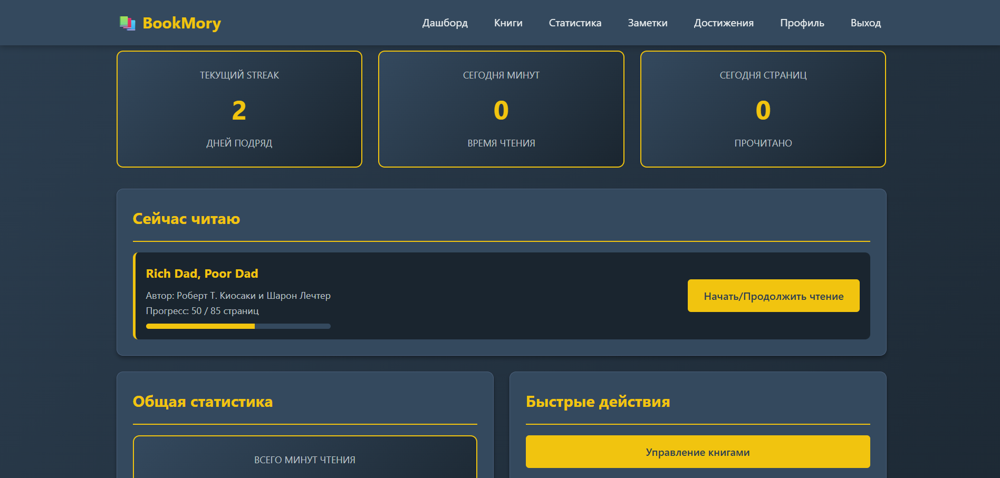 BookMory
Дашборд Книги Статистика Заметки Достижения Профиль Выход
ТЕКУЩИЙ STREAK
2
ДНЕЙ ПОДРЯД
СЕГОДНЯ МИНУТ
0
ВРЕМЯ ЧТЕНИЯ
СЕГОДНЯ СТРАНИЦ
0
ПРОЧИТАНО
Сейчас читаю
Rich Dad, Poor Dad
Автор: Роберт Т. Киосаки и Шарон Лечтер
Прогресс: 50 / 85 страниц
Начать/Продолжить чтение
Общая статистика
ВСЕГО МИНУТ ЧТЕНИЯ
Быстрые действия
Управление книгами